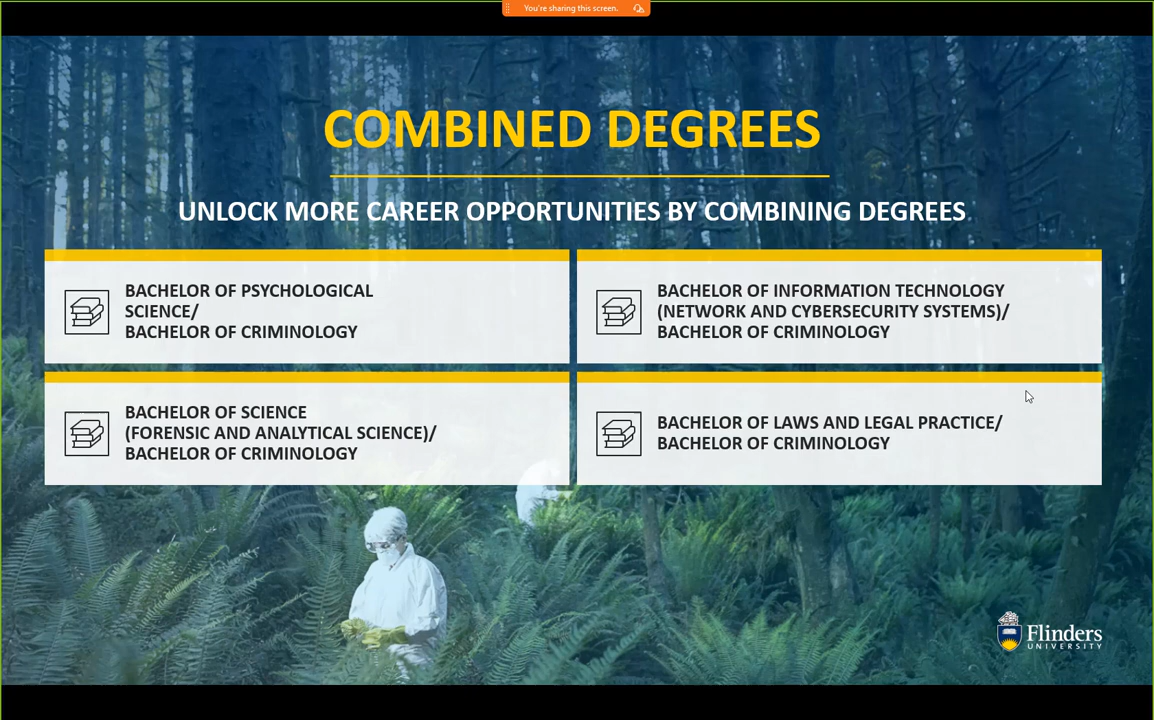 You're sharing this screen.
COMBINED DEGREES
UNLOCK MORE CAREER OPPORTUNITIES BY COMBINING DEGREES
BACHELOR OF PSYCHOLOGICAL
SCIENCE/
BACHELOR OF CRIMINOLOGY
BACHELOR OF INFORMATION TECHNOLOGY
(NETWORK AND CYBERSECURITY SYSTEMS)/
BACHELOR OF CRIMINOLOGY
BACHELOR OF SCIENCE
(FORENSIC AND ANALYTICAL SCIENCE)/
BACHELOR OF CRIMINOLOGY
BACHELOR OF LAWS AND LEGAL PRACTICE/
BACHELOR OF CRIMINOLOGY
Flinders
UNIVERSITY